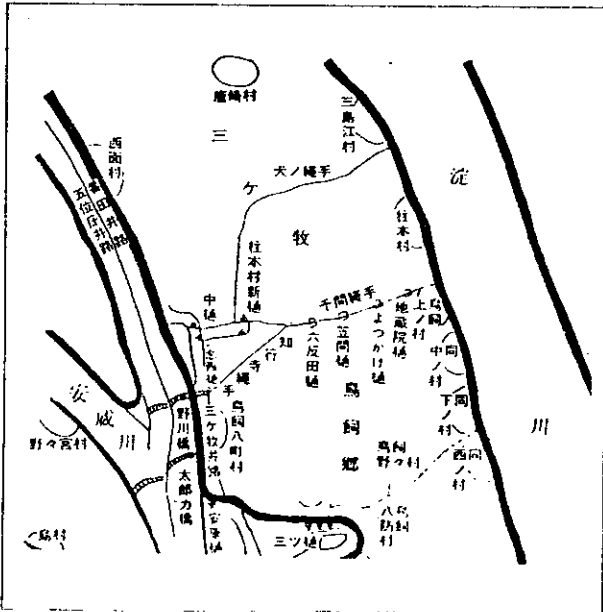 唐崎村
三
ケ
牧
三島江村
犬ノ縄手
淀
川
西面村
番田井路
五位庄井路
柱本村
柱本村新樋
中樋
千間縄手
六反田樋
笠間樋
よつかけ樋
地蔵院樋
鳥飼
上ノ村
同
中ノ村
同
下ノ村
同
西ノ村
知行寺縄手
鳥飼八町村
三ケ牧井路
鳥飼郷
鳥飼
野々村
鳥飼
八防村
安威川
野々宮村
野川橋
太郎力橋
三ツ樋
島村